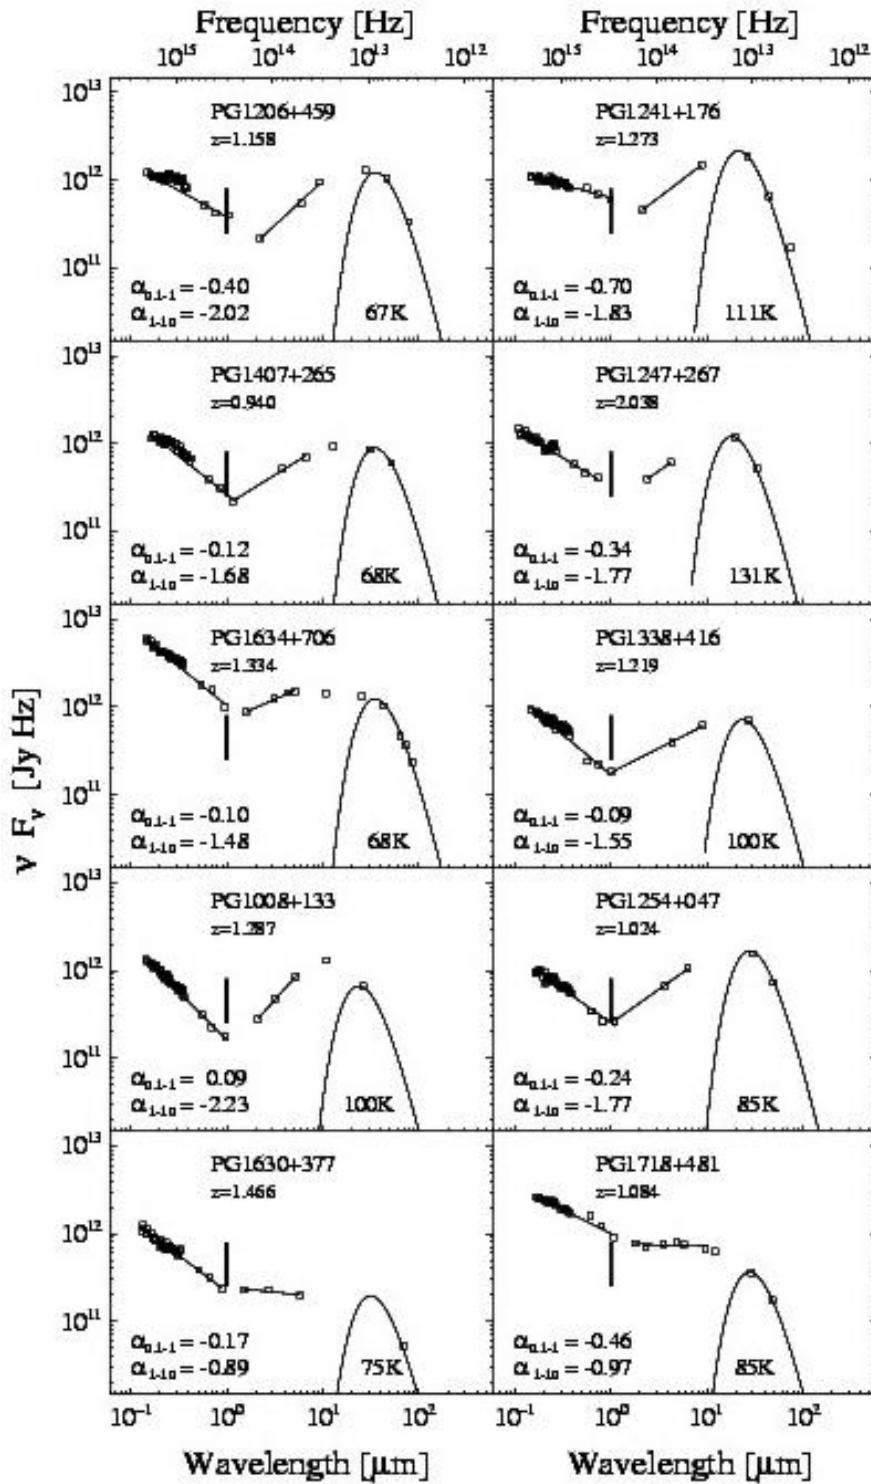 Frequency [Hz] Frequency [Hz]
10¹⁵ 10¹⁴ 10¹³ 10¹² 10¹⁵ 10¹⁴ 10¹³ 10¹²
10¹³
PG1206+459
z=1.158
10¹²
10¹¹
α₀.₁₋₁ = -0.40
α₁₋₁₀ = -2.02
67K
PG1241+176
z=1.273
α₀.₁₋₁ = -0.70
α₁₋₁₀ = -1.83
111K
10¹³
PG1407+265
z=0.940
10¹²
10¹¹
α₀.₁₋₁ = -0.12
α₁₋₁₀ = -1.68
68K
PG1247+267
z=2.038
α₀.₁₋₁ = -0.34
α₁₋₁₀ = -1.77
131K
ν Fν [Jy Hz]
10¹³
PG1634+706
z=1.334
10¹²
10¹¹
α₀.₁₋₁ = -0.10
α₁₋₁₀ = -1.48
68K
PG1338+416
z=1.219
α₀.₁₋₁ = -0.09
α₁₋₁₀ = -1.55
100K
10¹³
PG1008+133
z=1.287
10¹²
10¹¹
α₀.₁₋₁ = 0.09
α₁₋₁₀ = -2.23
100K
PG1254+047
z=1.024
α₀.₁₋₁ = -0.24
α₁₋₁₀ = -1.77
85K
10¹³
PG1630+377
z=1.466
10¹²
10¹¹
α₀.₁₋₁ = -0.17
α₁₋₁₀ = -0.89
75K
PG1718+481
z=1.084
α₀.₁₋₁ = -0.46
α₁₋₁₀ = -0.97
85K
10⁻¹ 10⁰ 10¹ 10² 10⁻¹ 10⁰ 10¹ 10²
Wavelength [μm] Wavelength [μm]